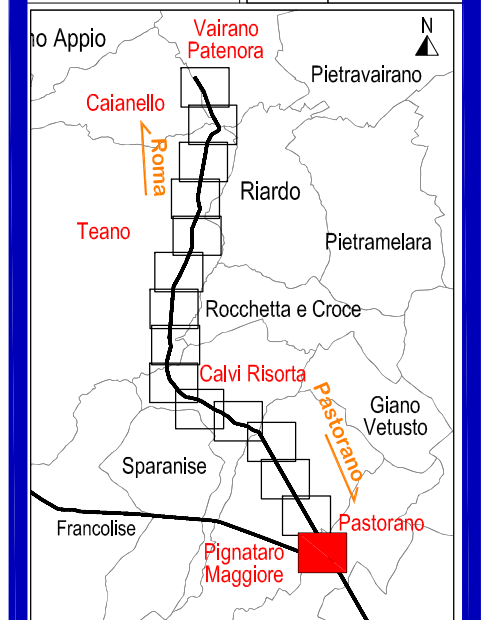 Vairano
Patenora
N
no Appio
Pietravairano
Caianello
Roma
Riardo
Teano
Pietramelara
Rocchetta e Croce
Calvi Risorta
Pastorano
Giano
Vetusto
Sparanise
Pastorano
Francolise
Pignataro
Maggiore